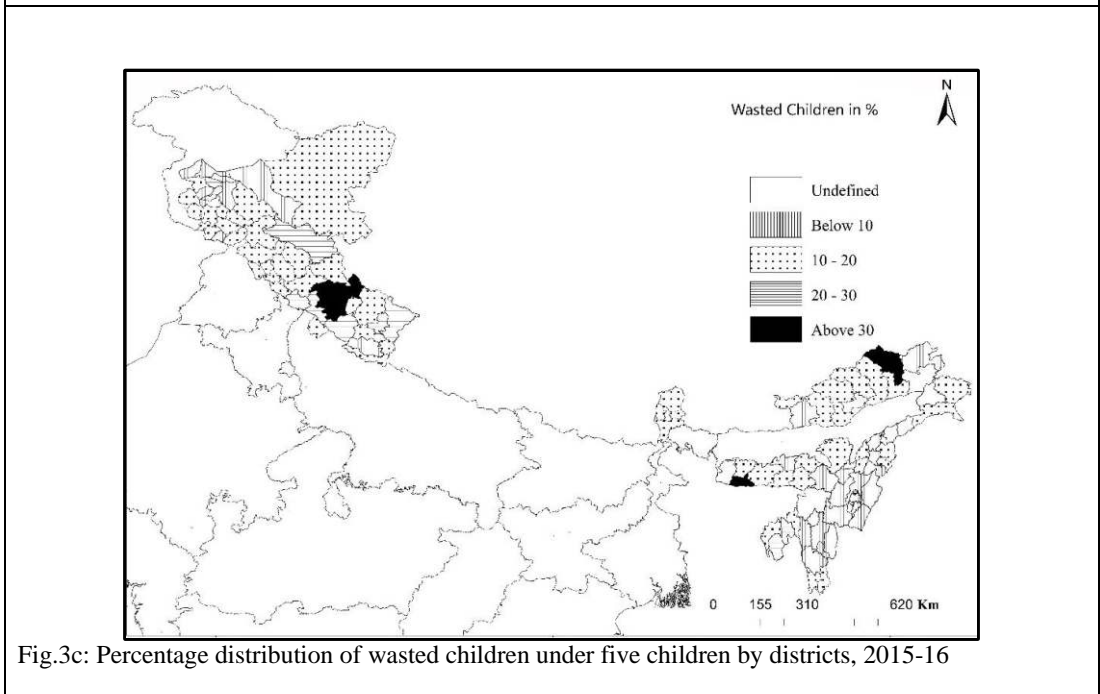 N
Wasted Children in %
Undefined
Below 10
10 - 20
20 - 30
Above 30
0 155 310 620 Km
Fig.3c: Percentage distribution of wasted children under five children by districts, 2015-16